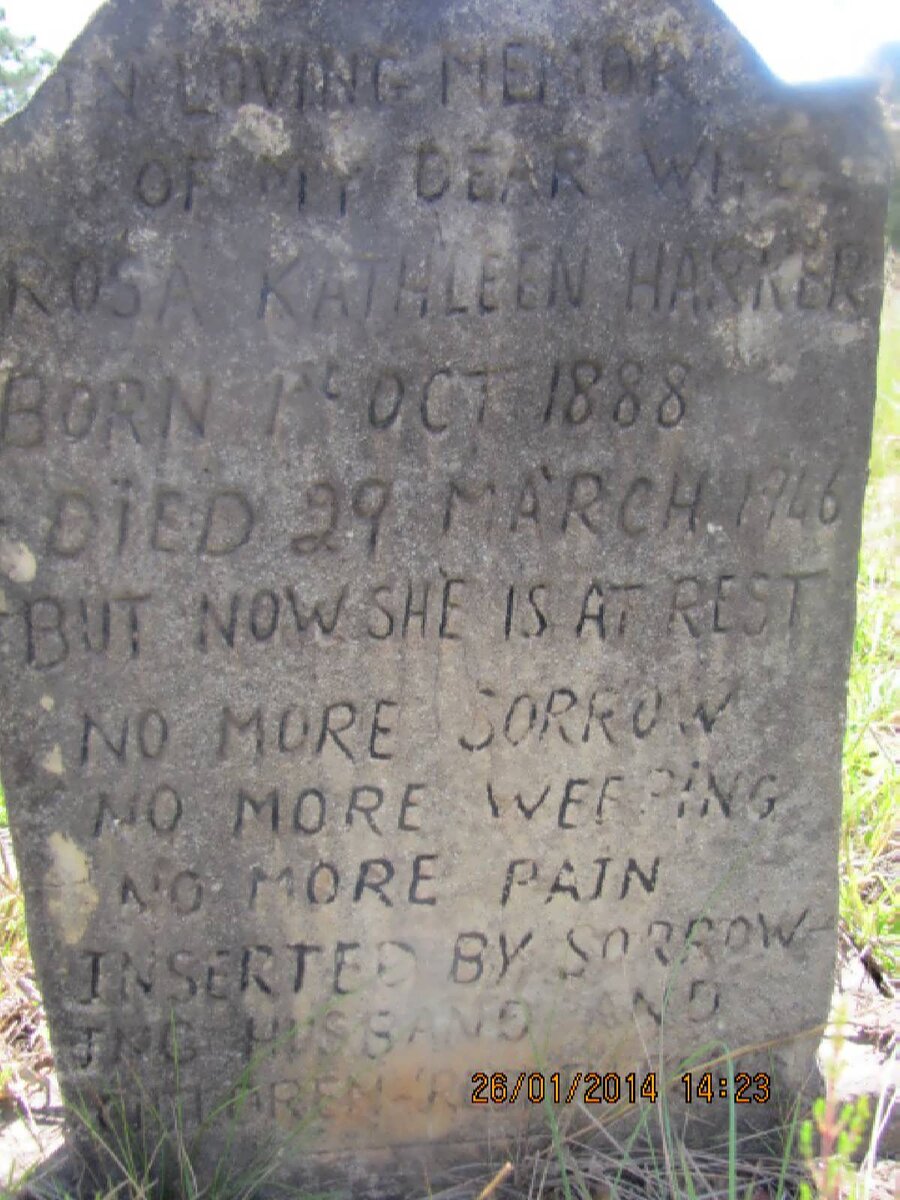 IN LOVING MEMORY
OF MY DEAR WIFE
ROSA KATHLEEN HARKER
BORN 1st OCT 1888
DIED 29 MARCH 1946
BUT NOW SHE IS AT REST
NO MORE SORROW
NO MORE WEEPING
NO MORE PAIN
INSERTED BY SORROW-
ING HUSBAND AND
CHILDREN
26/01/2014 14:23